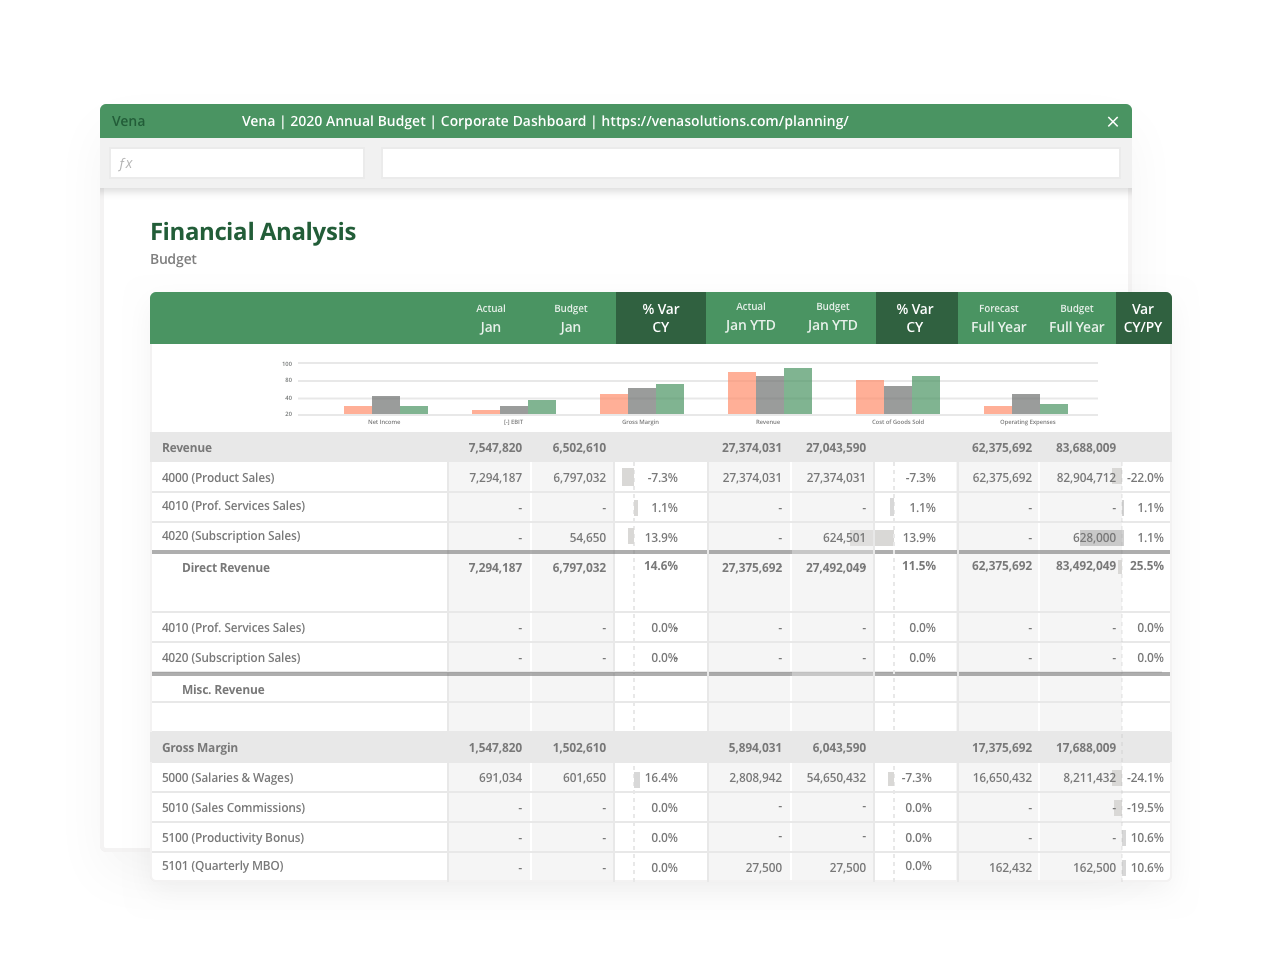 Vena
Vena | 2020 Annual Budget | Corporate Dashboard | https://venasolutions.com/planning/ ×
ƒx
Financial Analysis
Budget
Actual Jan Budget Jan % Var CY Actual Jan YTD Budget Jan YTD % Var CY Forecast Full Year Budget Full Year Var CY/PY
100
80
40
20
Net Income [-] EBIT Gross Margin Revenue Cost of Goods Sold Operating Expenses
Revenue 7,547,820 6,502,610 27,374,031 27,043,590 62,375,692 83,688,009
4000 (Product Sales) 7,294,187 6,797,032 -7.3% 27,374,031 27,374,031 -7.3% 62,375,692 82,904,712 -22.0%
4010 (Prof. Services Sales) - - 1.1% - - 1.1% - - 1.1%
4020 (Subscription Sales) - 54,650 13.9% - 624,501 13.9% - 628,000 1.1%
Direct Revenue 7,294,187 6,797,032 14.6% 27,375,692 27,492,049 11.5% 62,375,692 83,492,049 25.5%
4010 (Prof. Services Sales) - - 0.0% - - 0.0% - - 0.0%
4020 (Subscription Sales) - - 0.0% - - 0.0% - - 0.0%
Misc. Revenue
Gross Margin 1,547,820 1,502,610 5,894,031 6,043,590 17,375,692 17,688,009
5000 (Salaries & Wages) 691,034 601,650 16.4% 2,808,942 54,650,432 -7.3% 16,650,432 8,211,432 -24.1%
5010 (Sales Commissions) - - 0.0% - - 0.0% - - -19.5%
5100 (Productivity Bonus) - - 0.0% - - 0.0% - - 10.6%
5101 (Quarterly MBO) - - 0.0% 27,500 27,500 0.0% 162,432 162,500 10.6%